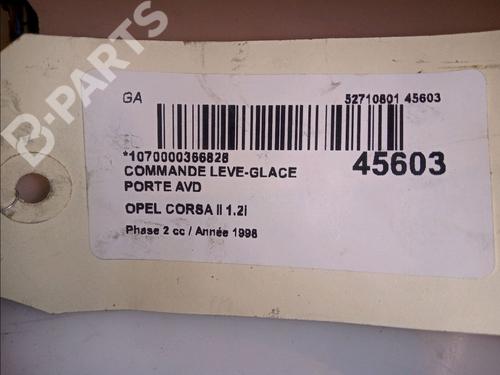 B-PARTS
GA 52710801 45603
*1070000366828 45603
COMMANDE LEVE-GLACE
PORTE AVD
OPEL CORSA II 1.2i
Phase 2 cc / Année 1998